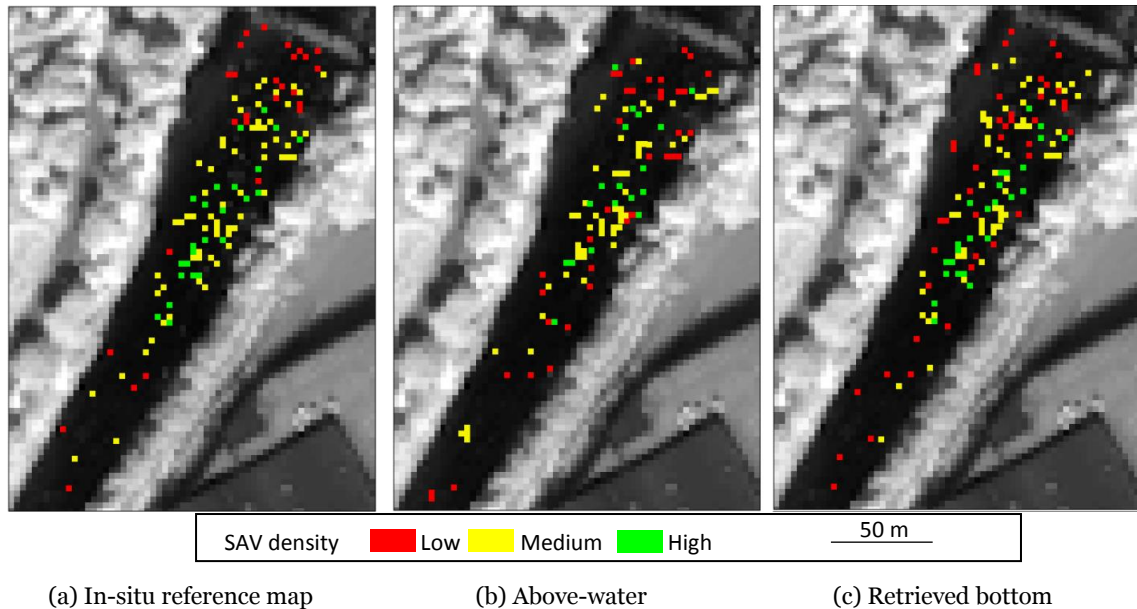 SAV density Low Medium High 50 m
(a) In-situ reference map (b) Above-water (c) Retrieved bottom